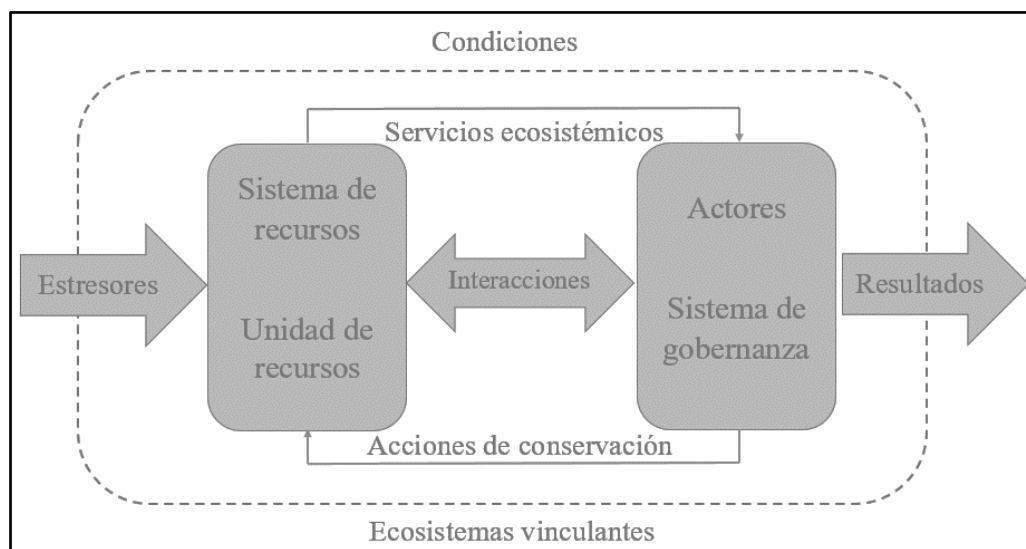 Condiciones
Servicios ecosistémicos
Sistema de
recursos
Actores
Estresores
Interacciones
Resultados
Unidad de
recursos
Sistema de
gobernanza
Acciones de conservación
Ecosistemas vinculantes